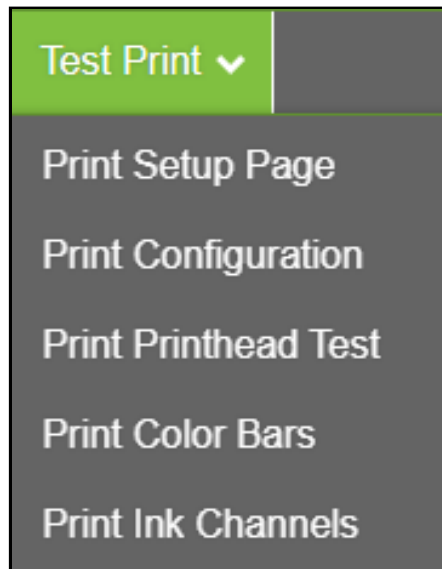 Test Print
Print Setup Page
Print Configuration
Print Printhead Test
Print Color Bars
Print Ink Channels